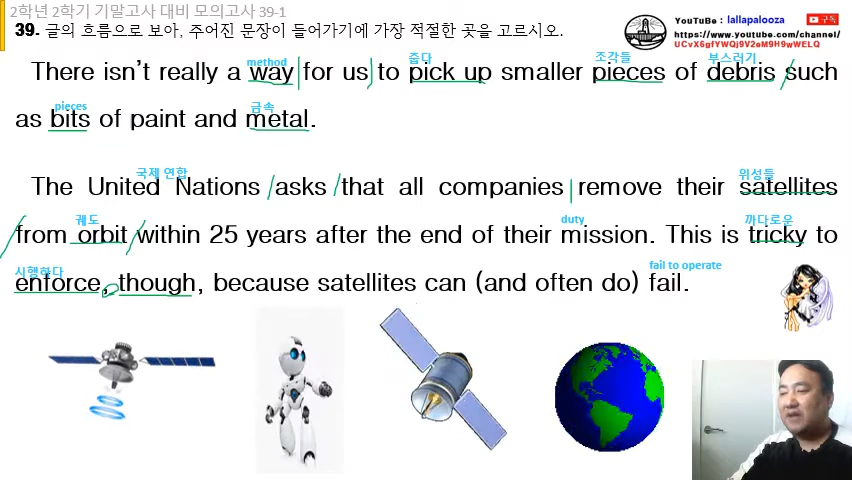 2학년 2학기 기말고사 대비 모의고사 39-1
39. 글의 흐름으로 보아, 주어진 문장이 들어가기에 가장 적절한 곳을 고르시오.
YouTuBe : lallapalooza 구독
https://www.youtube.com/channel/
UCvX6gfYWQj9V2eM9H9wWELQ
method 줍다 조각들 부스러기
There isn't really a way for us to pick up smaller pieces of debris such
pieces 금속
as bits of paint and metal.
국제 연합 위성들
The United Nations asks that all companies remove their satellites
궤도 duty 까다로운
from orbit within 25 years after the end of their mission. This is tricky to
시행하다 fail to operate
enforce, though, because satellites can (and often do) fail.